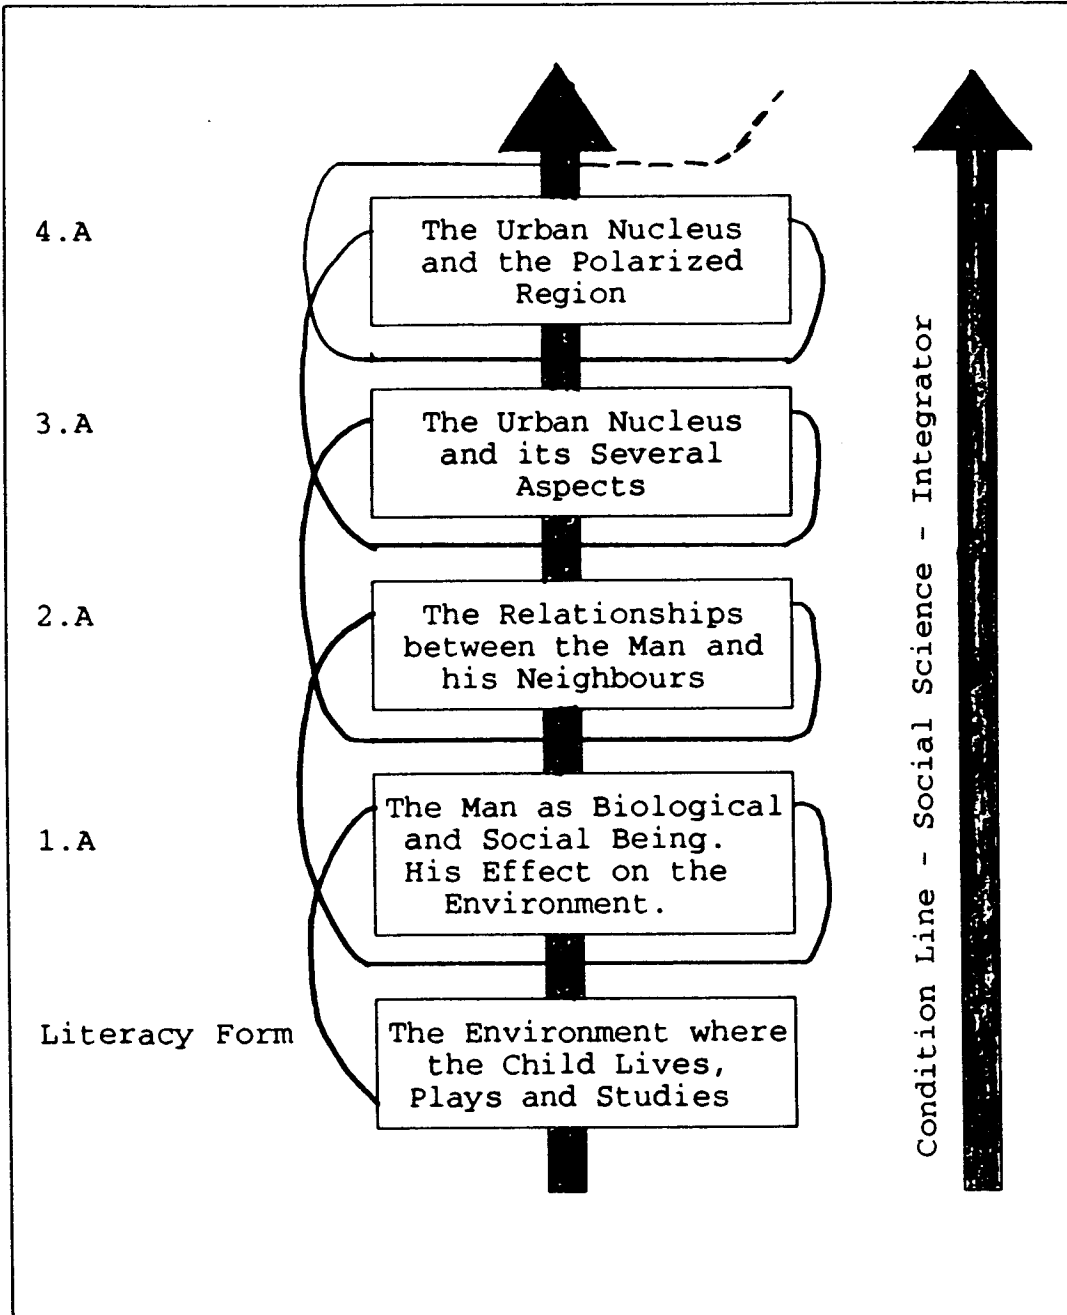 4.A
The Urban Nucleus
and the Polarized
Region
3.A
The Urban Nucleus
and its Several
Aspects
2.A
The Relationships
between the Man and
his Neighbours
1.A
The Man as Biological
and Social Being.
His Effect on the
Environment.
Literacy Form
The Environment where
the Child Lives,
Plays and Studies
Condition Line - Social Science - Integrator